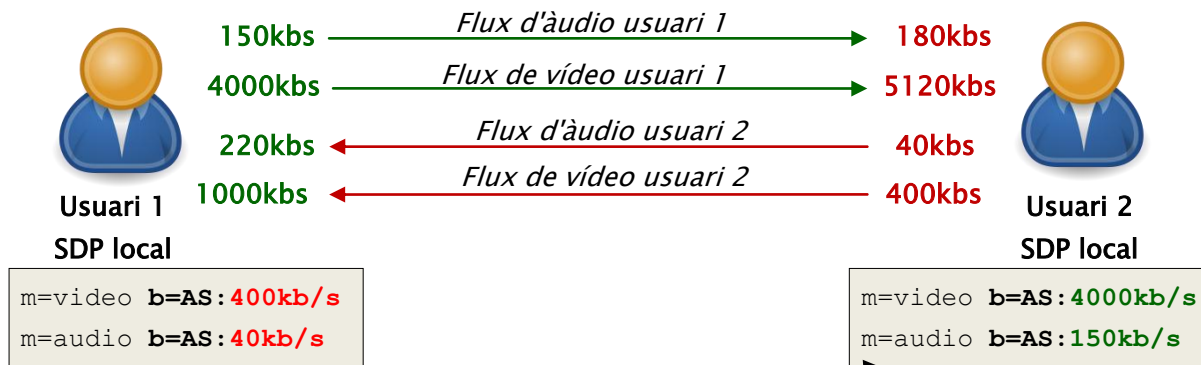 150kbs Flux d'àudio usuari 1 180kbs
4000kbs Flux de vídeo usuari 1 5120kbs
220kbs Flux d'àudio usuari 2 40kbs
1000kbs Flux de vídeo usuari 2 400kbs
Usuari 1 Usuari 2
SDP local SDP local
m=video b=AS:400kb/s m=video b=AS:4000kb/s
m=audio b=AS:40kb/s m=audio b=AS:150kb/s